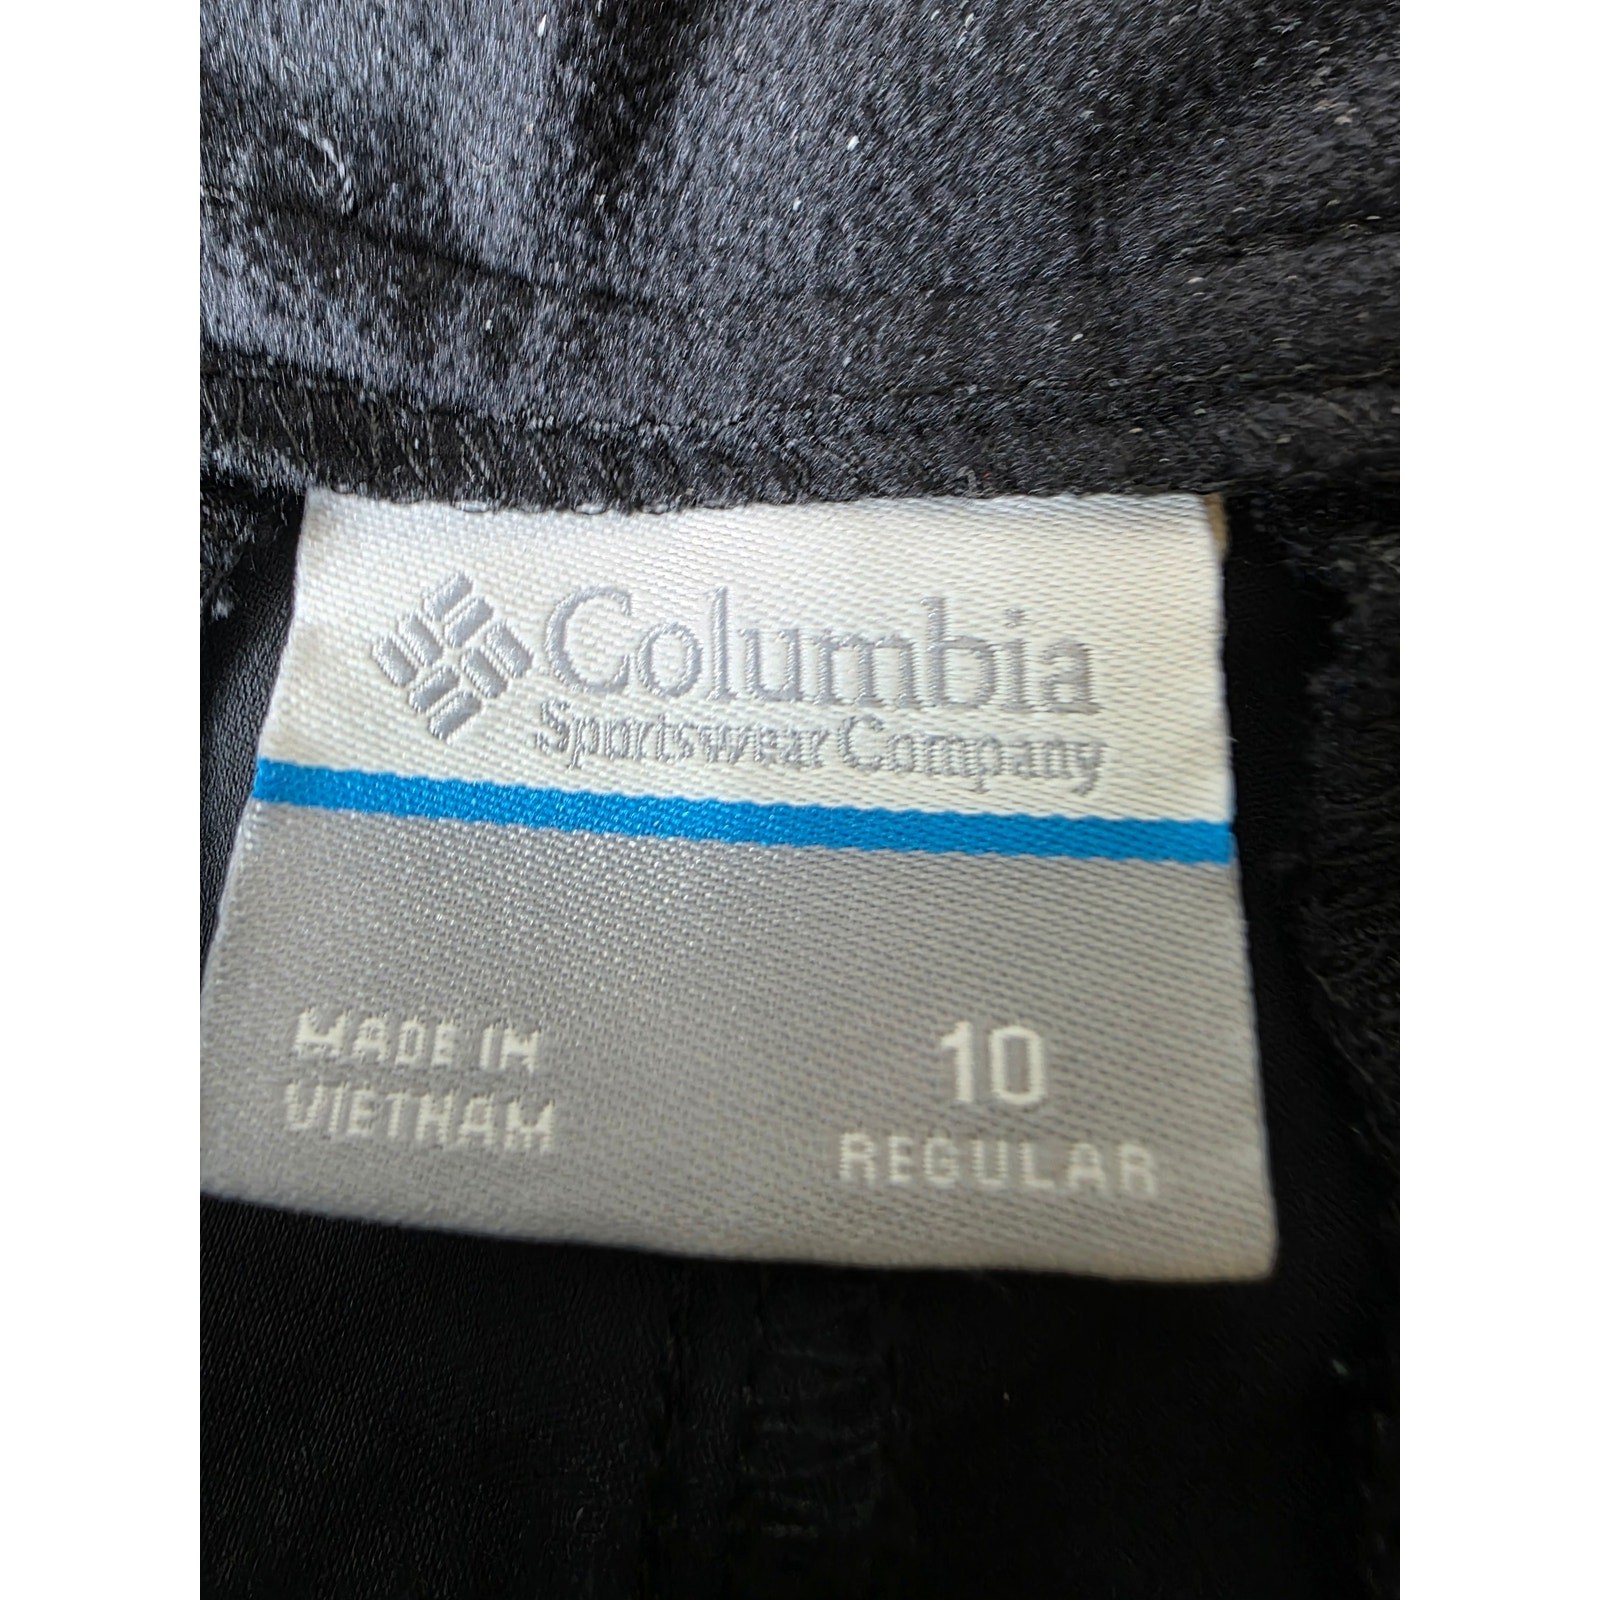 Columbia
Sportswear Company
MADE IN
VIETNAM
10
REGULAR